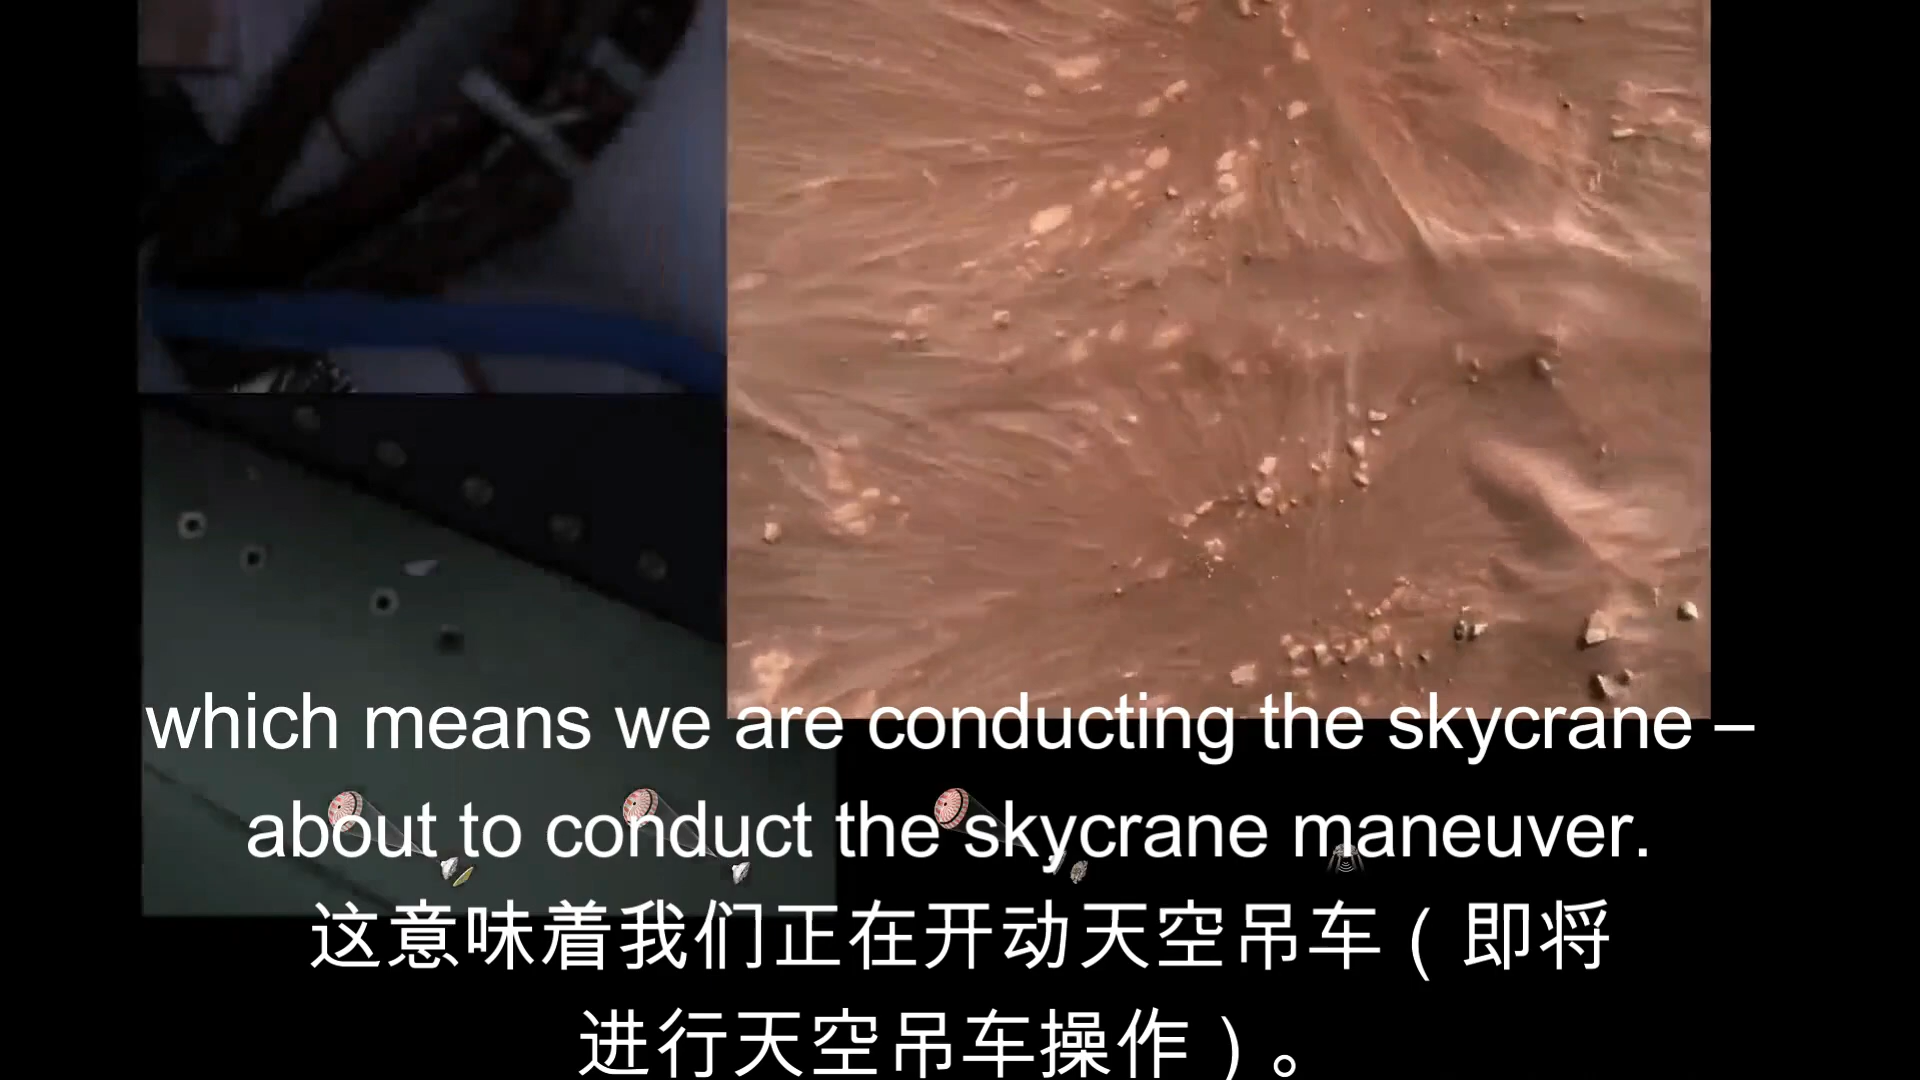 which means we are conducting the skycrane –
about to conduct the skycrane maneuver.
这意味着我们正在开动天空吊车（即将
进行天空吊车操作）。